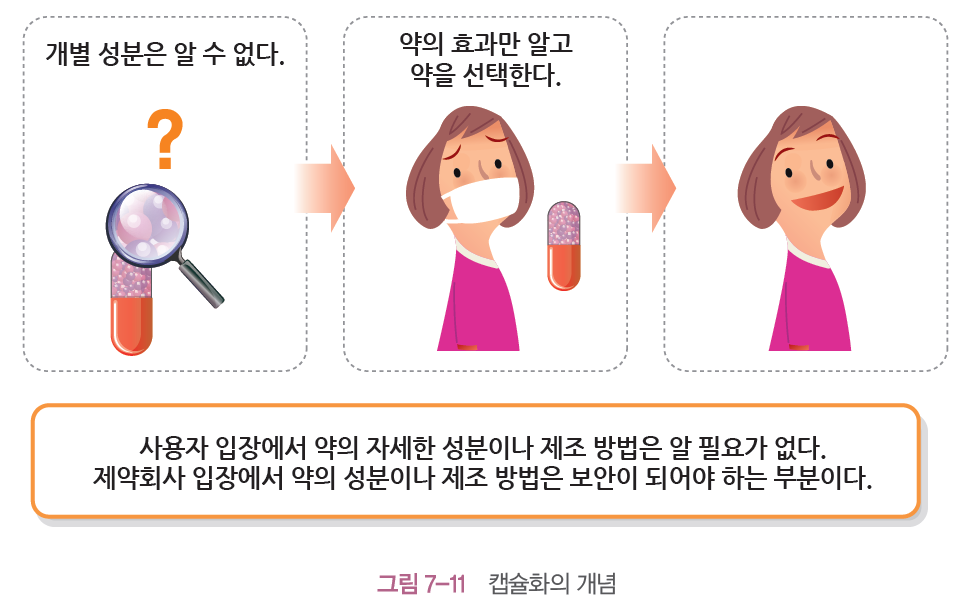 개별 성분은 알 수 없다.
약의 효과만 알고
약을 선택한다.
?
사용자 입장에서 약의 자세한 성분이나 제조 방법은 알 필요가 없다.
제약회사 입장에서 약의 성분이나 제조 방법은 보안이 되어야 하는 부분이다.
그림 7-11 캡슐화의 개념